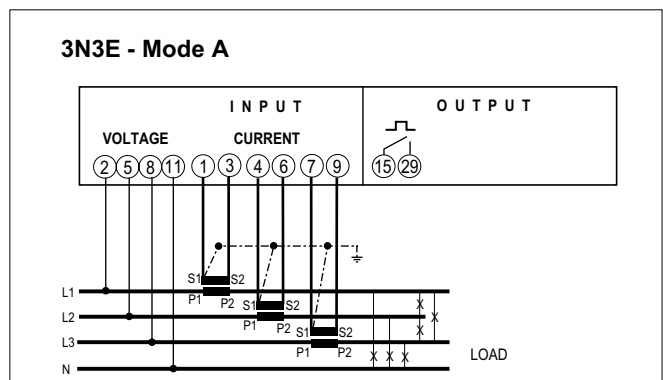 3N3E - Mode A
INPUT OUTPUT
VOLTAGE CURRENT
2 5 8 11 1 3 4 6 7 9 15 29
S1 S2
L1
P1 P2 S1 S2
L2
P1 P2 S1 S2
L3
P1 P2 LOAD
N